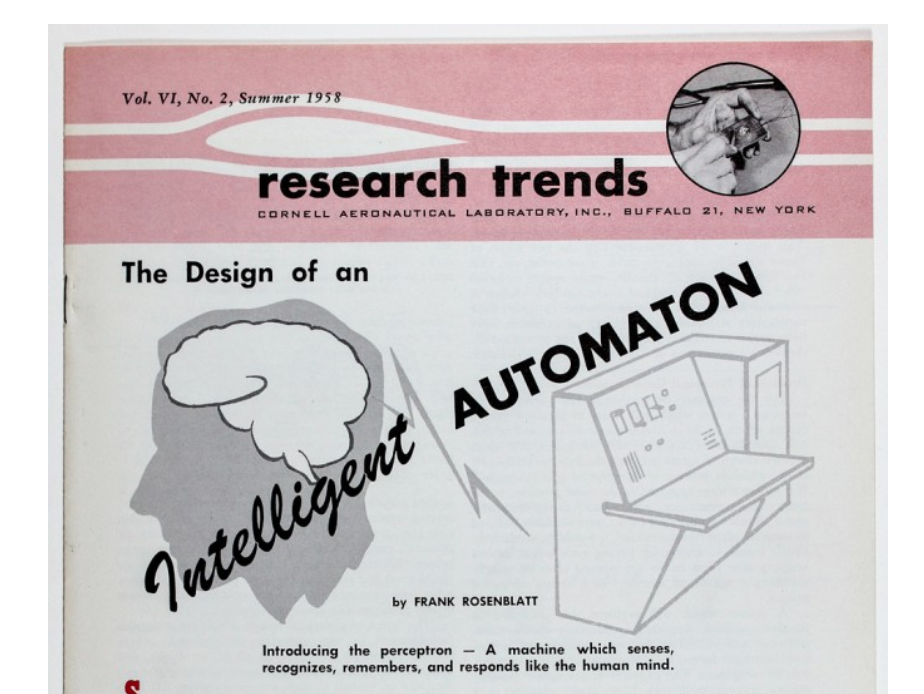 Vol. VI, No. 2, Summer 1958
research trends
CORNELL AERONAUTICAL LABORATORY, INC., BUFFALO 21, NEW YORK
The Design of an
Intelligent AUTOMATON
by FRANK ROSENBLATT
Introducing the perceptron — A machine which senses,
recognizes, remembers, and responds like the human mind.
S